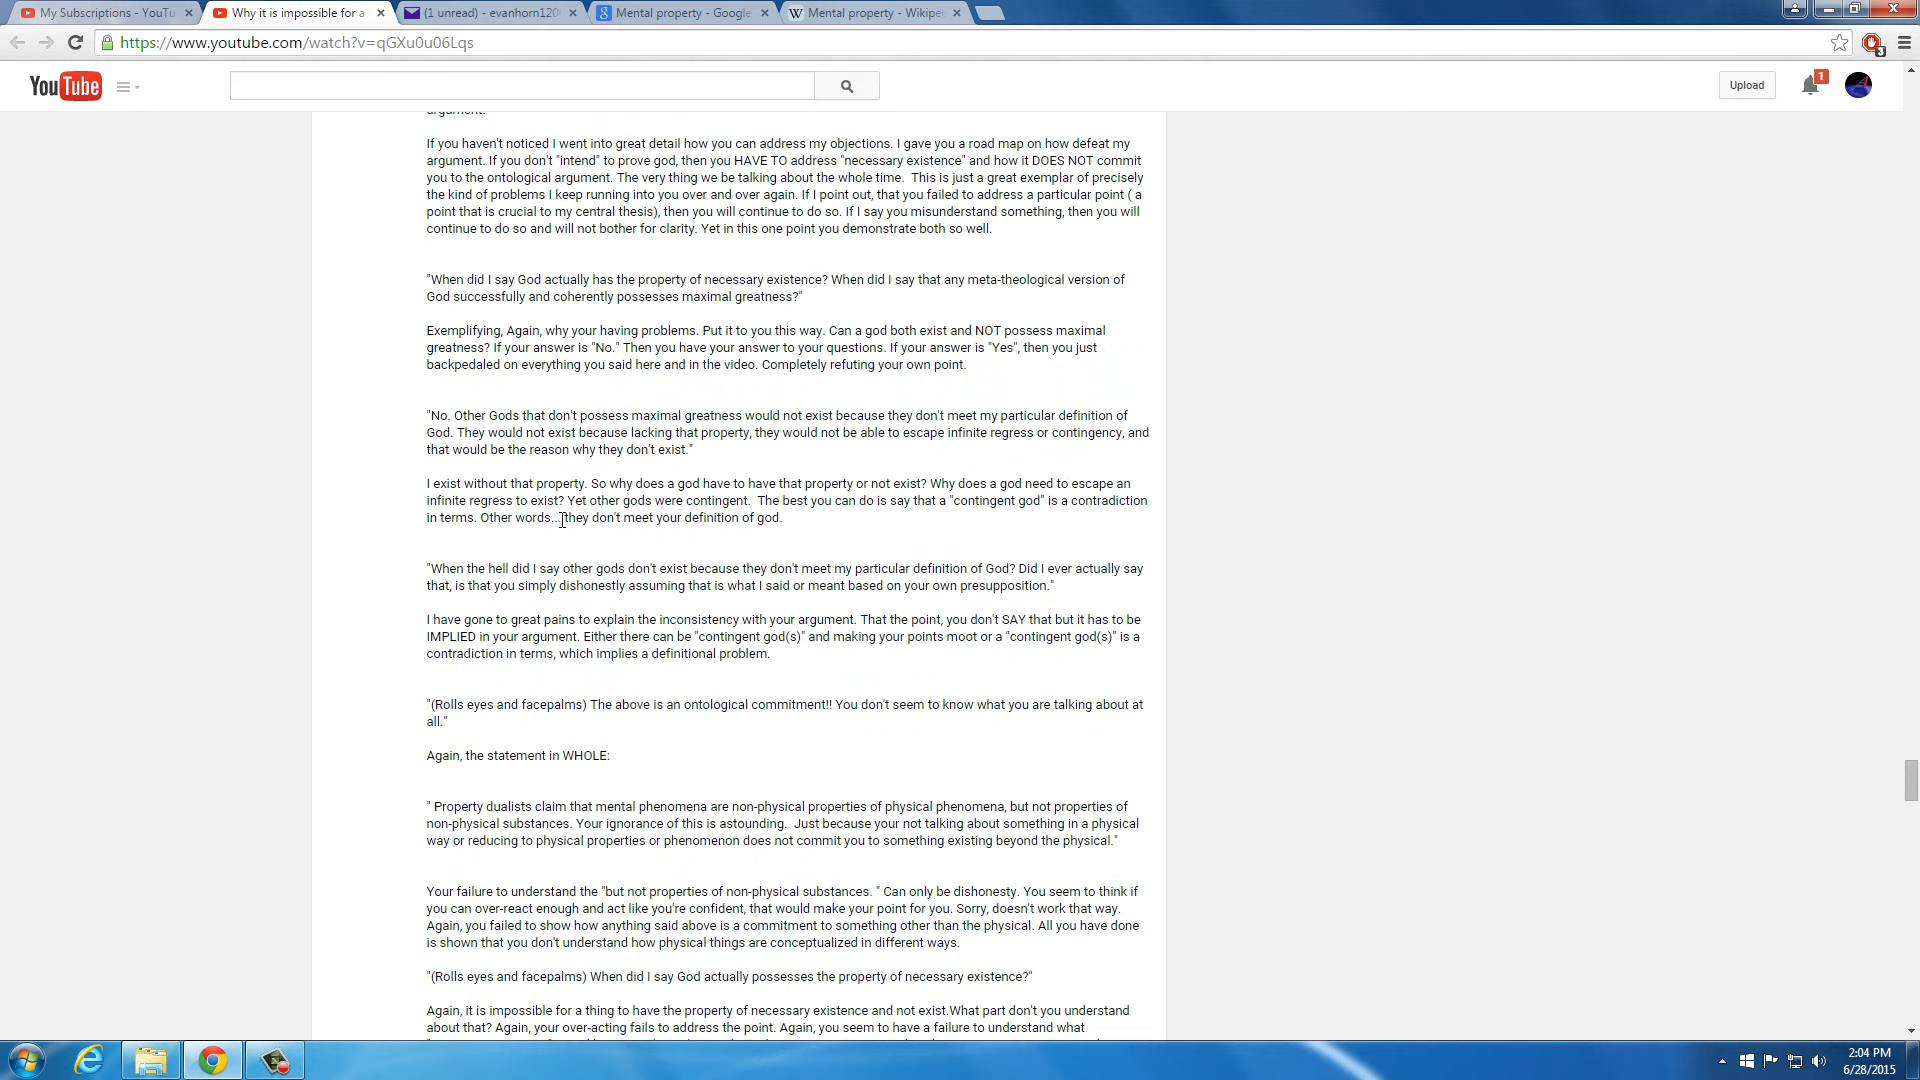 My Subscriptions - YouTu
Why it is impossible for a
(1 unread) - evanhorn120
Mental property - Google
Mental property - Wikipe
https://www.youtube.com/watch?v=qGXu0u06Lqs
3
YouTube
Upload
1
argument.
If you haven't noticed I went into great detail how you can address my objections. I gave you a road map on how defeat my
argument. If you don't "intend" to prove god, then you HAVE TO address "necessary existence" and how it DOES NOT commit
you to the ontological argument. The very thing we be talking about the whole time.  This is just a great exemplar of precisely
the kind of problems I keep running into you over and over again. If I point out, that you failed to address a particular point ( a
point that is crucial to my central thesis), then you will continue to do so. If I say you misunderstand something, then you will
continue to do so and will not bother for clarity. Yet in this one point you demonstrate both so well.
"When did I say God actually has the property of necessary existence? When did I say that any meta-theological version of
God successfully and coherently possesses maximal greatness?"
Exemplifying, Again, why your having problems. Put it to you this way. Can a god both exist and NOT possess maximal
greatness? If your answer is "No." Then you have your answer to your questions. If your answer is "Yes", then you just
backpedaled on everything you said here and in the video. Completely refuting your own point.
"No. Other Gods that don't possess maximal greatness would not exist because they don't meet my particular definition of
God. They would not exist because lacking that property, they would not be able to escape infinite regress or contingency, and
that would be the reason why they don't exist."
I exist without that property. So why does a god have to have that property or not exist? Why does a god need to escape an
infinite regress to exist? Yet other gods were contingent.  The best you can do is say that a "contingent god" is a contradiction
in terms. Other words...they don't meet your definition of god.
"When the hell did I say other gods don't exist because they don't meet my particular definition of God? Did I ever actually say
that, is that you simply dishonestly assuming that is what I said or meant based on your own presupposition."
I have gone to great pains to explain the inconsistency with your argument. That the point, you don't SAY that but it has to be
IMPLIED in your argument. Either there can be "contingent god(s)" and making your points moot or a "contingent god(s)" is a
contradiction in terms, which implies a definitional problem.
"(Rolls eyes and facepalms) The above is an ontological commitment!! You don't seem to know what you are talking about at
all."
Again, the statement in WHOLE:
" Property dualists claim that mental phenomena are non-physical properties of physical phenomena, but not properties of
non-physical substances. Your ignorance of this is astounding.  Just because your not talking about something in a physical
way or reducing to physical properties or phenomenon does not commit you to something existing beyond the physical."
Your failure to understand the "but not properties of non-physical substances. " Can only be dishonesty. You seem to think if
you can over-react enough and act like you're confident, that would make your point for you. Sorry, doesn't work that way.
Again, you failed to show how anything said above is a commitment to something other than the physical. All you have done
is shown that you don't understand how physical things are conceptualized in different ways.
"(Rolls eyes and facepalms) When did I say God actually possesses the property of necessary existence?"
Again, it is impossible for a thing to have the property of necessary existence and not exist.What part don't you understand
about that? Again, your over-acting fails to address the point. Again, you seem to have a failure to understand what
2:04 PM
6/28/2015